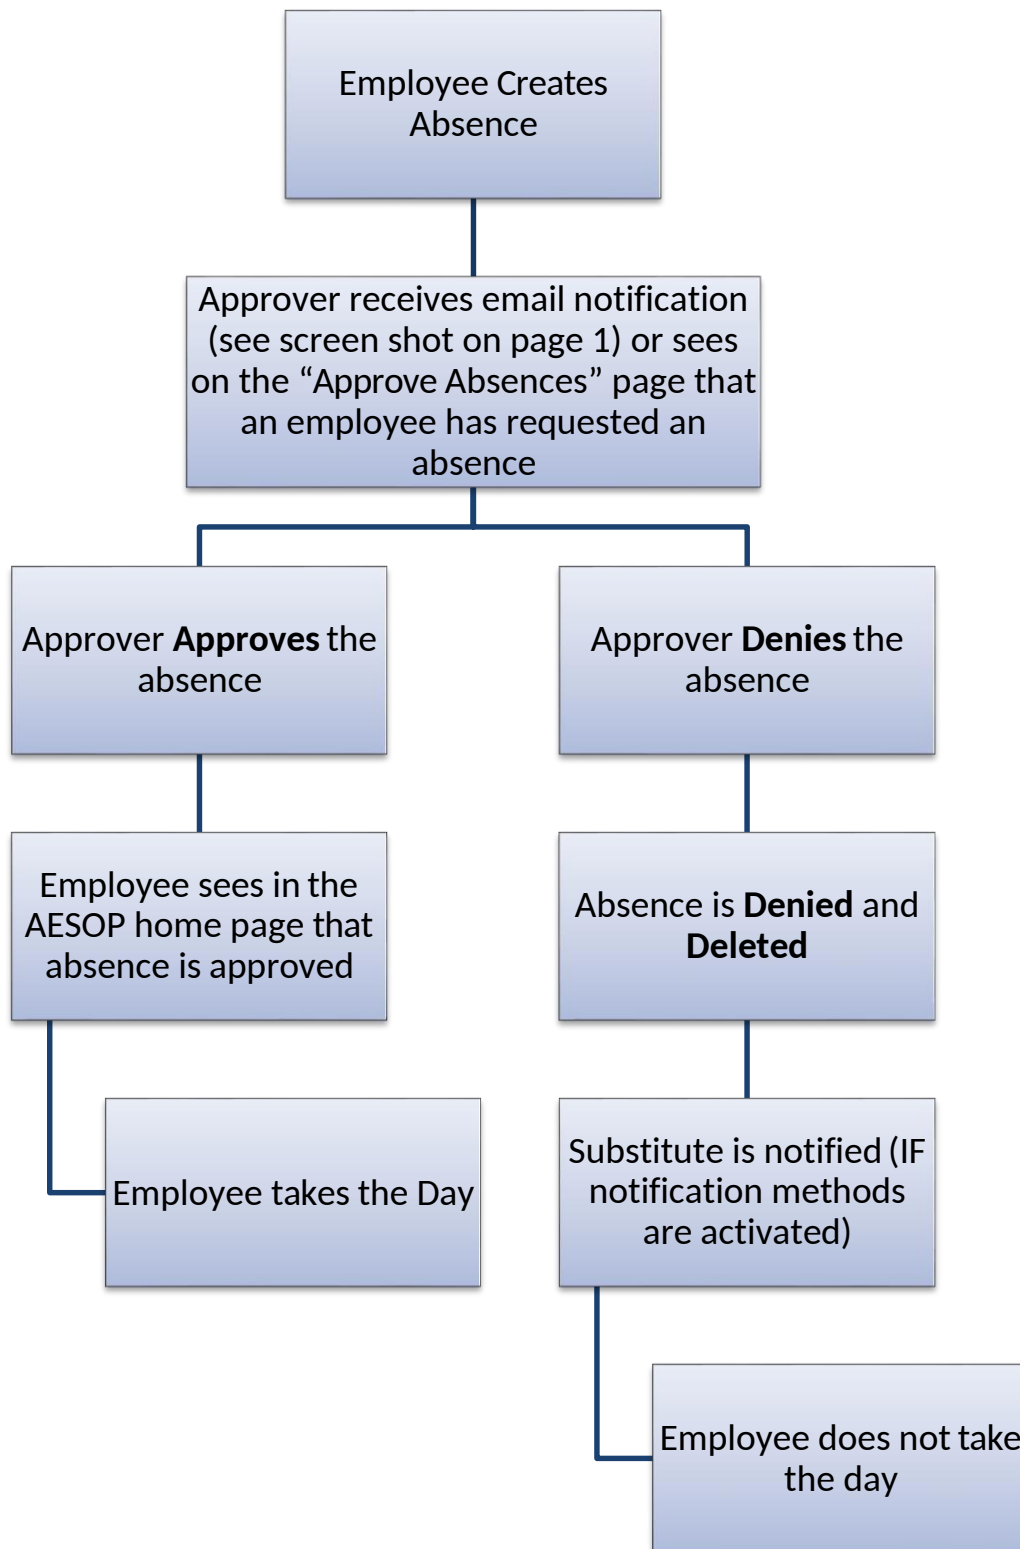 Employee Creates
Absence
Approver receives email notification
(see screen shot on page 1) or sees
on the “Approve Absences” page that
an employee has requested an
absence
Approver Approves the
absence
Approver Denies the
absence
Employee sees in the
AESOP home page that
absence is approved
Absence is Denied and
Deleted
Employee takes the Day
Substitute is notified (IF
notification methods
are activated)
Employee does not take
the day